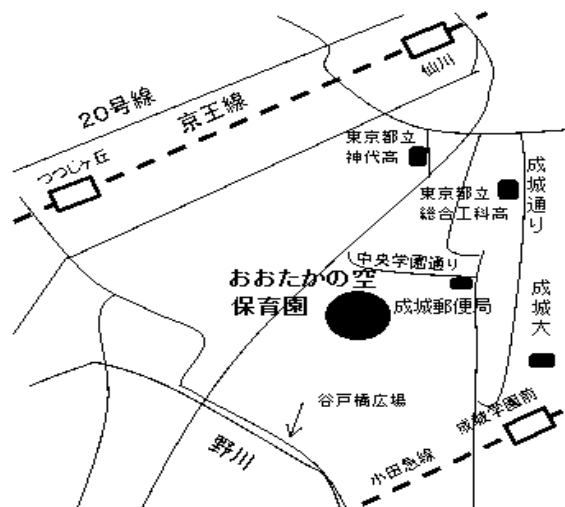 仙川
20号線
京王線
東京都立
神代高
つつじヶ丘
東京都立
総合工科高
成城通り
中央学園通り
おおたかの空
保育園
成城郵便局
成城大
谷戸橋広場
成城学園前
野川
小田急線